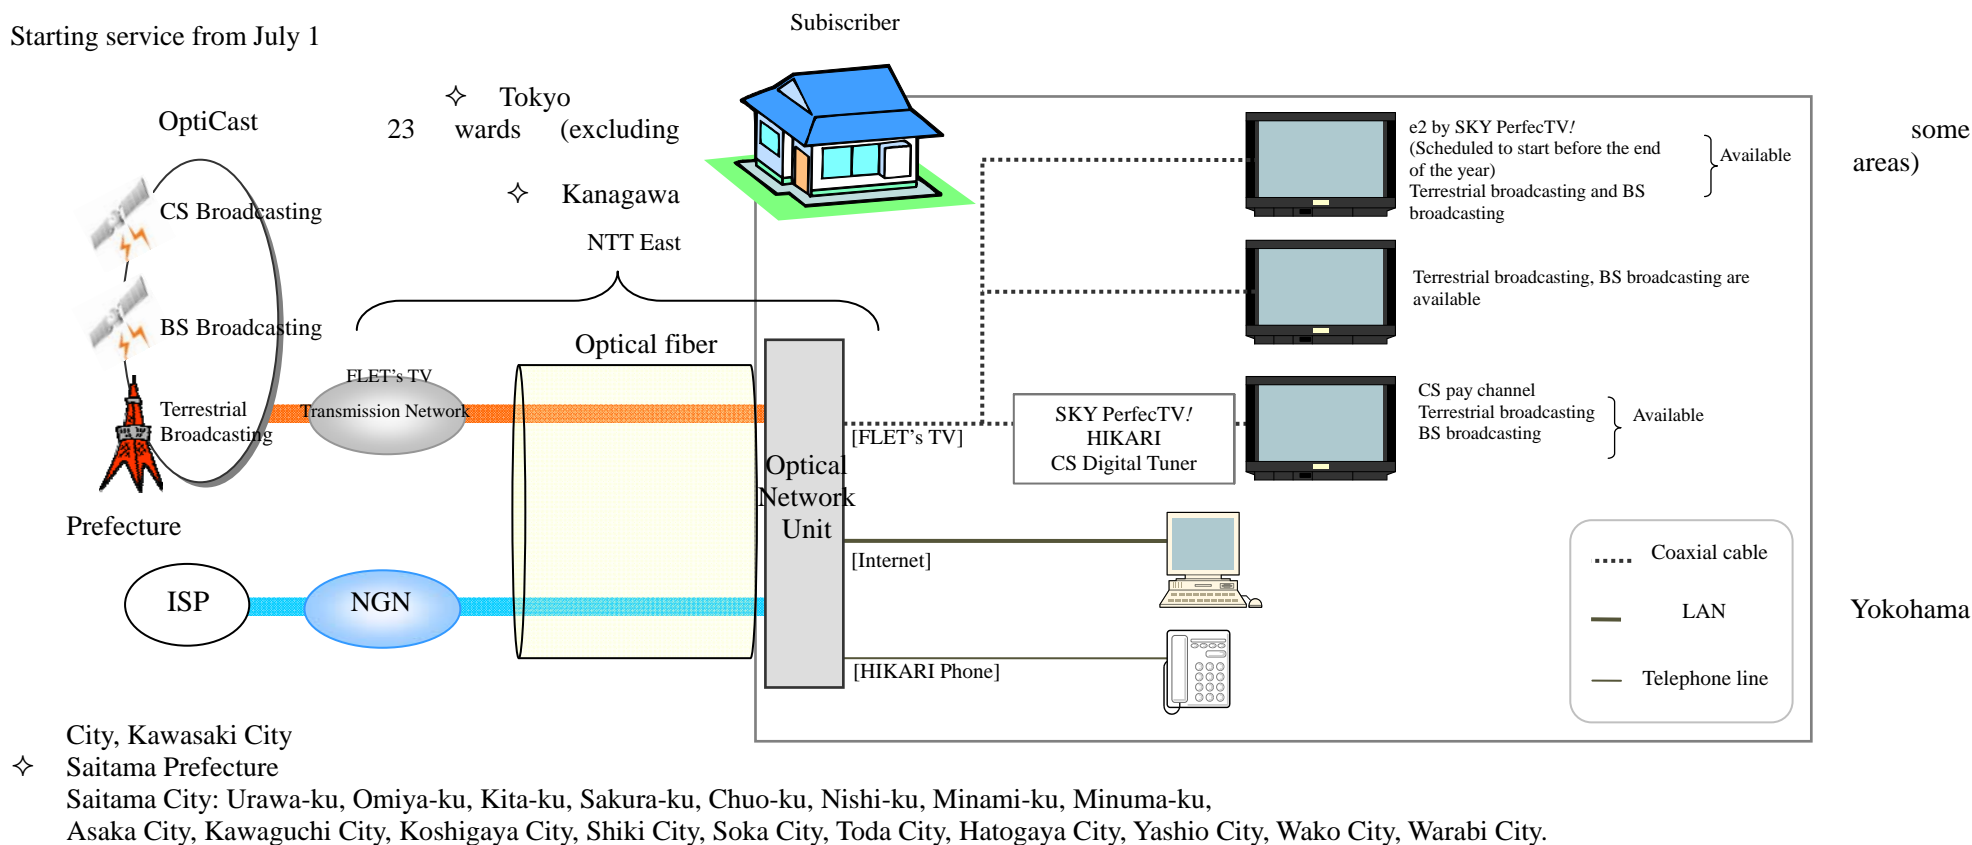 Starting service from July 1
Subiscriber
✧ Tokyo
23 wards (excluding some
areas)
✧ Kanagawa
Prefecture
Yokohama
City, Kawasaki City
OptiCast
CS Broadcasting
BS Broadcasting
Terrestrial
Broadcasting
NTT East
FLET's TV
Transmission Network
Optical fiber
ISP
NGN
Optical
Network
Unit
[FLET's TV]
[Internet]
[HIKARI Phone]
SKY PerfecTV!
HIKARI
CS Digital Tuner
e2 by SKY PerfecTV!
(Scheduled to start before the end
of the year)
Terrestrial broadcasting and BS
broadcasting
Available
Terrestrial broadcasting, BS broadcasting are
available
CS pay channel
Terrestrial broadcasting
BS broadcasting
Available
Coaxial cable
LAN
Telephone line
✧ Saitama Prefecture
Saitama City: Urawa-ku, Omiya-ku, Kita-ku, Sakura-ku, Chuo-ku, Nishi-ku, Minami-ku, Minuma-ku,
Asaka City, Kawaguchi City, Koshigaya City, Shiki City, Soka City, Toda City, Hatogaya City, Yashio City, Wako City, Warabi City.